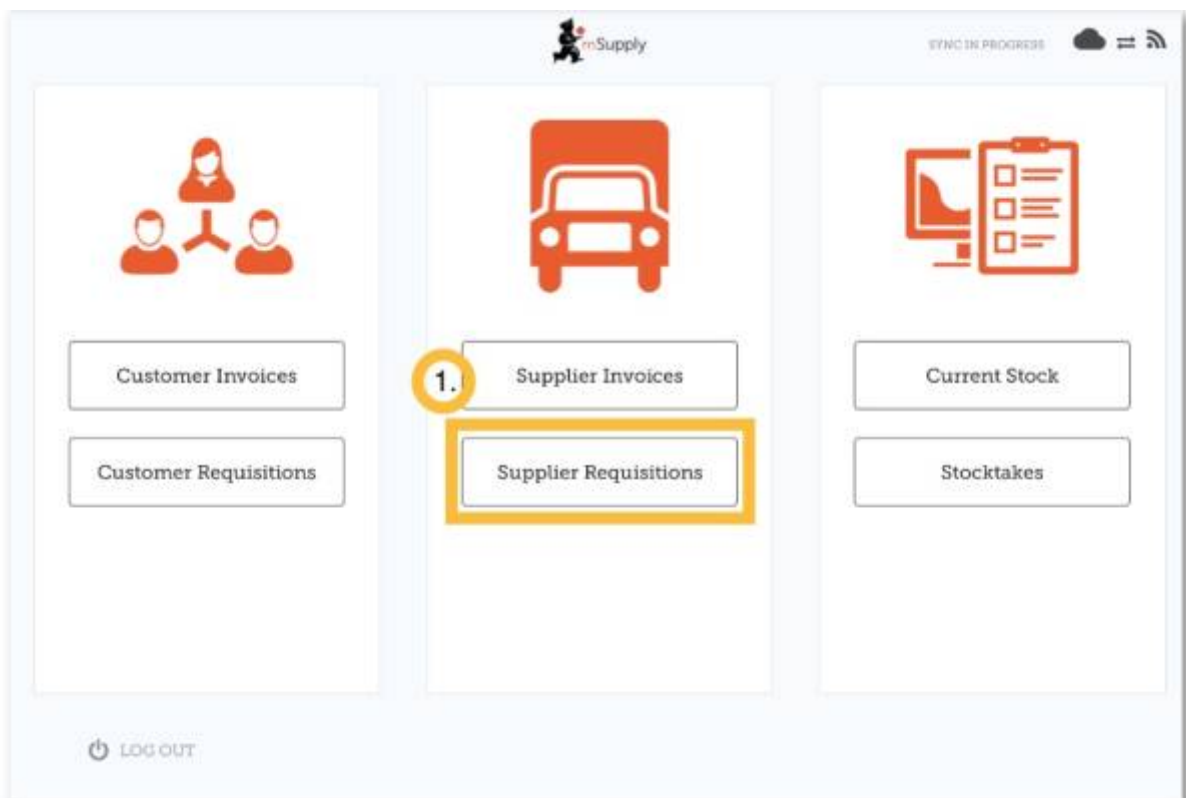 mSupply
SYNC IN PROGRESS
Customer Invoices
1.
Supplier Invoices
Current Stock
Customer Requisitions
Supplier Requisitions
Stocktakes
LOG OUT